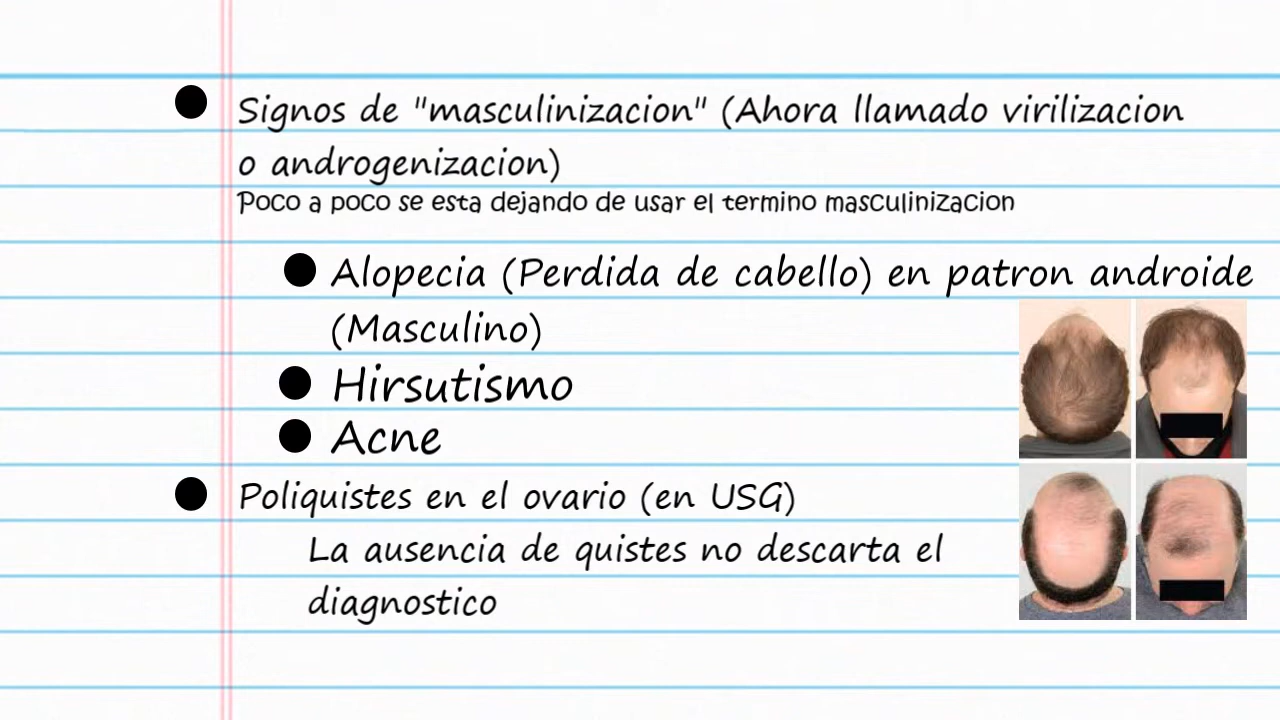 Signos de "masculinizacion" (Ahora llamado virilizacion
o androgenizacion)
Poco a poco se esta dejando de usar el termino masculinizacion
Alopecia (Perdida de cabello) en patron androide
(Masculino)
Hirsutismo
Acne
Poliquistes en el ovario (en USG)
La ausencia de quistes no descarta el
diagnostico